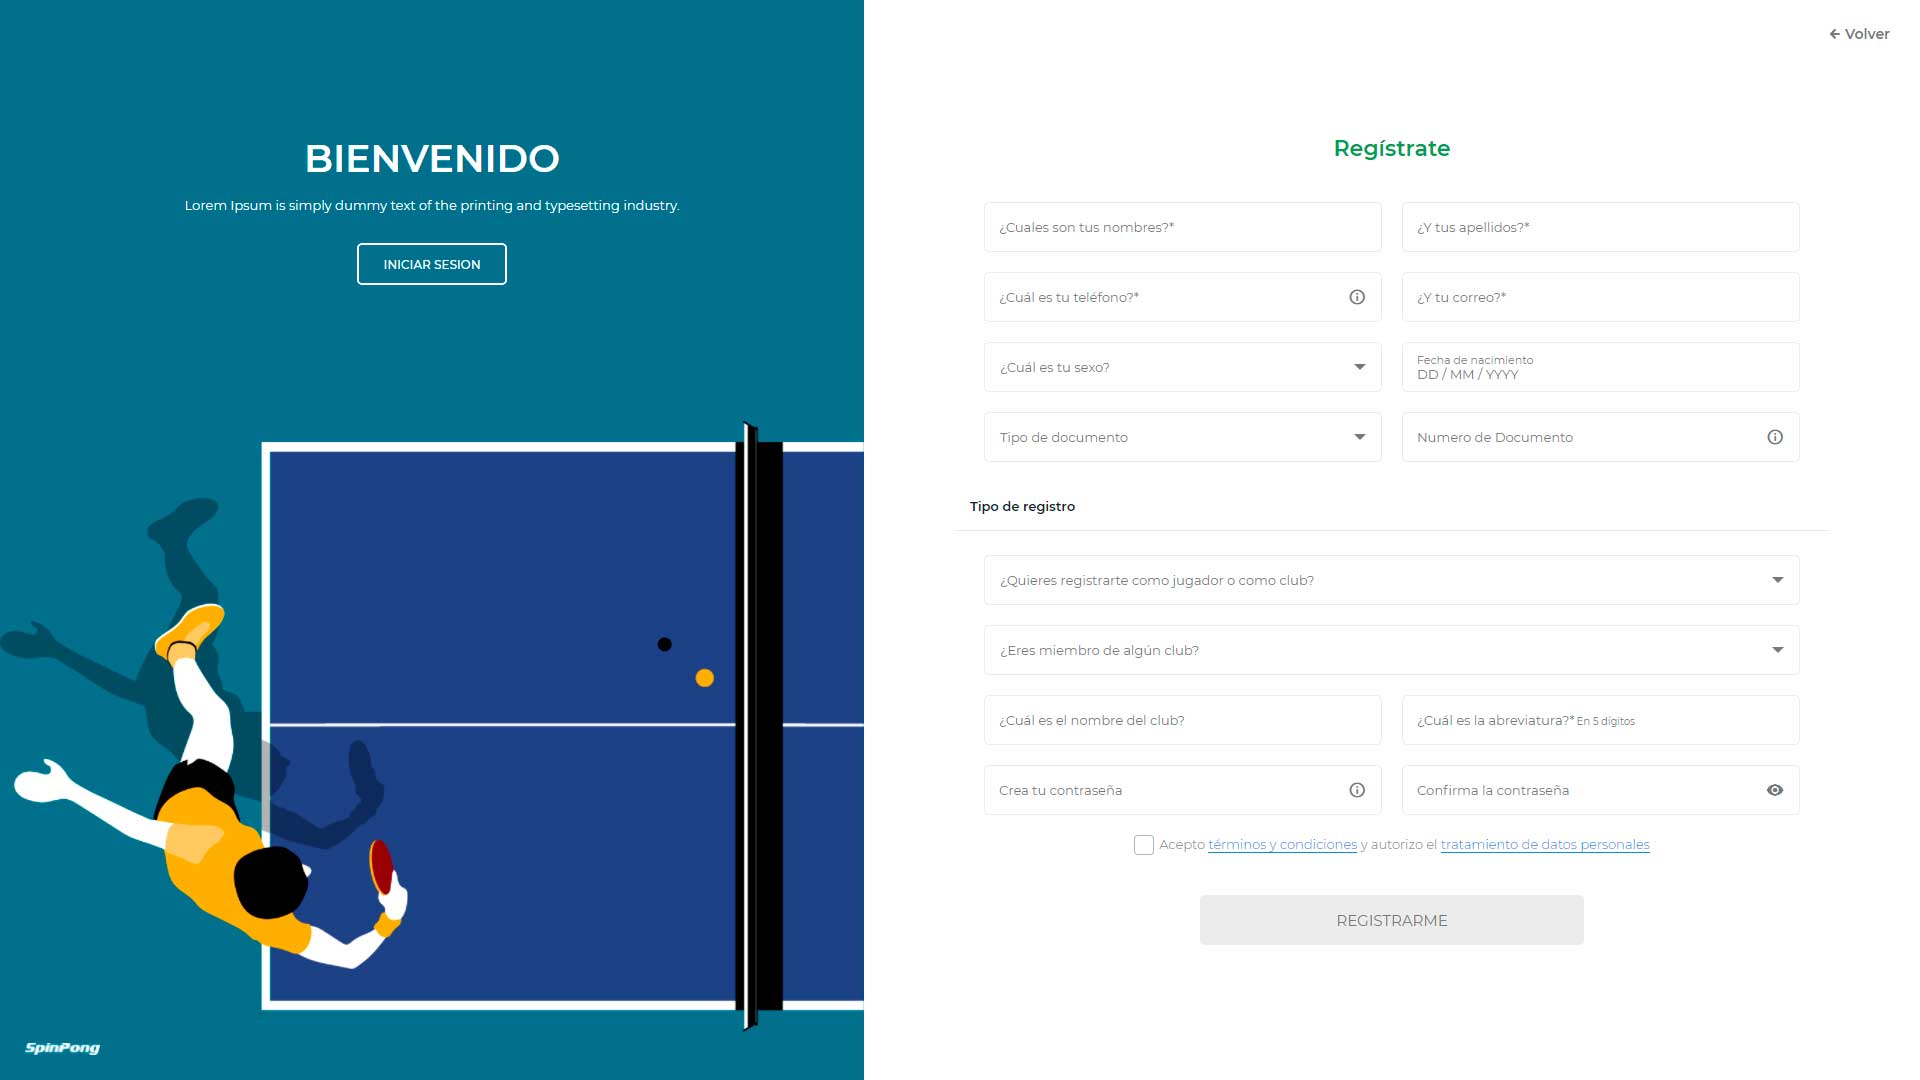 ← Volver
BIENVENIDO
Lorem Ipsum is simply dummy text of the printing and typesetting industry.
INICIAR SESION
SpinPong
Regístrate
¿Cuales son tus nombres?*
¿Y tus apellidos?*
¿Cuál es tu teléfono?*
¿Y tu correo?*
¿Cuál es tu sexo?
Fecha de nacimiento
DD / MM / YYYY
Tipo de documento
Numero de Documento
Tipo de registro
¿Quieres registrarte como jugador o como club?
¿Eres miembro de algún club?
¿Cuál es el nombre del club?
¿Cuál es la abreviatura?* En 5 dígitos
Crea tu contraseña
Confirma la contraseña
Acepto términos y condiciones y autorizo el tratamiento de datos personales
REGISTRARME